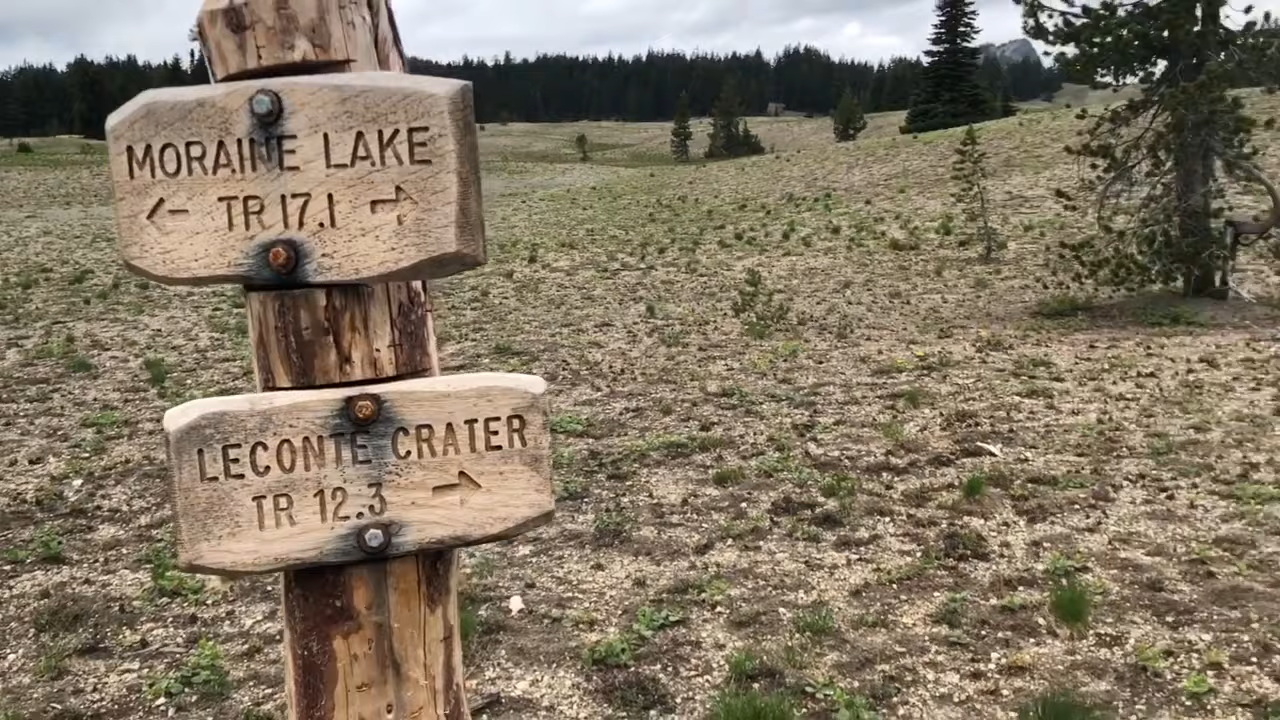 MORAINE LAKE
← TR 17.1 →
LECONTE CRATER
TR 12.3 →